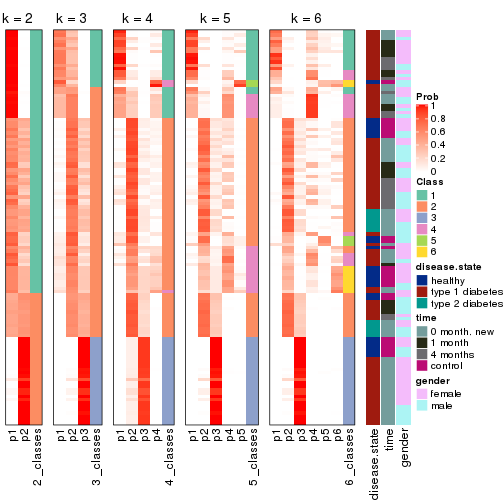 k = 2 k = 3 k = 4 k = 5 k = 6
Prob
1
0.8
0.6
0.4
0.2
0
Class
1
2
3
4
5
6
disease.state
healthy
type 1 diabetes
type 2 diabetes
time
0 month. new
1 month
4 months
control
gender
female
male
p1 p2 2_classes p1 p2 p3 3_classes p1 p2 p3 p4 4_classes p1 p2 p3 p4 p5 5_classes p1 p2 p3 p4 p5 p6 6_classes disease.state time gender